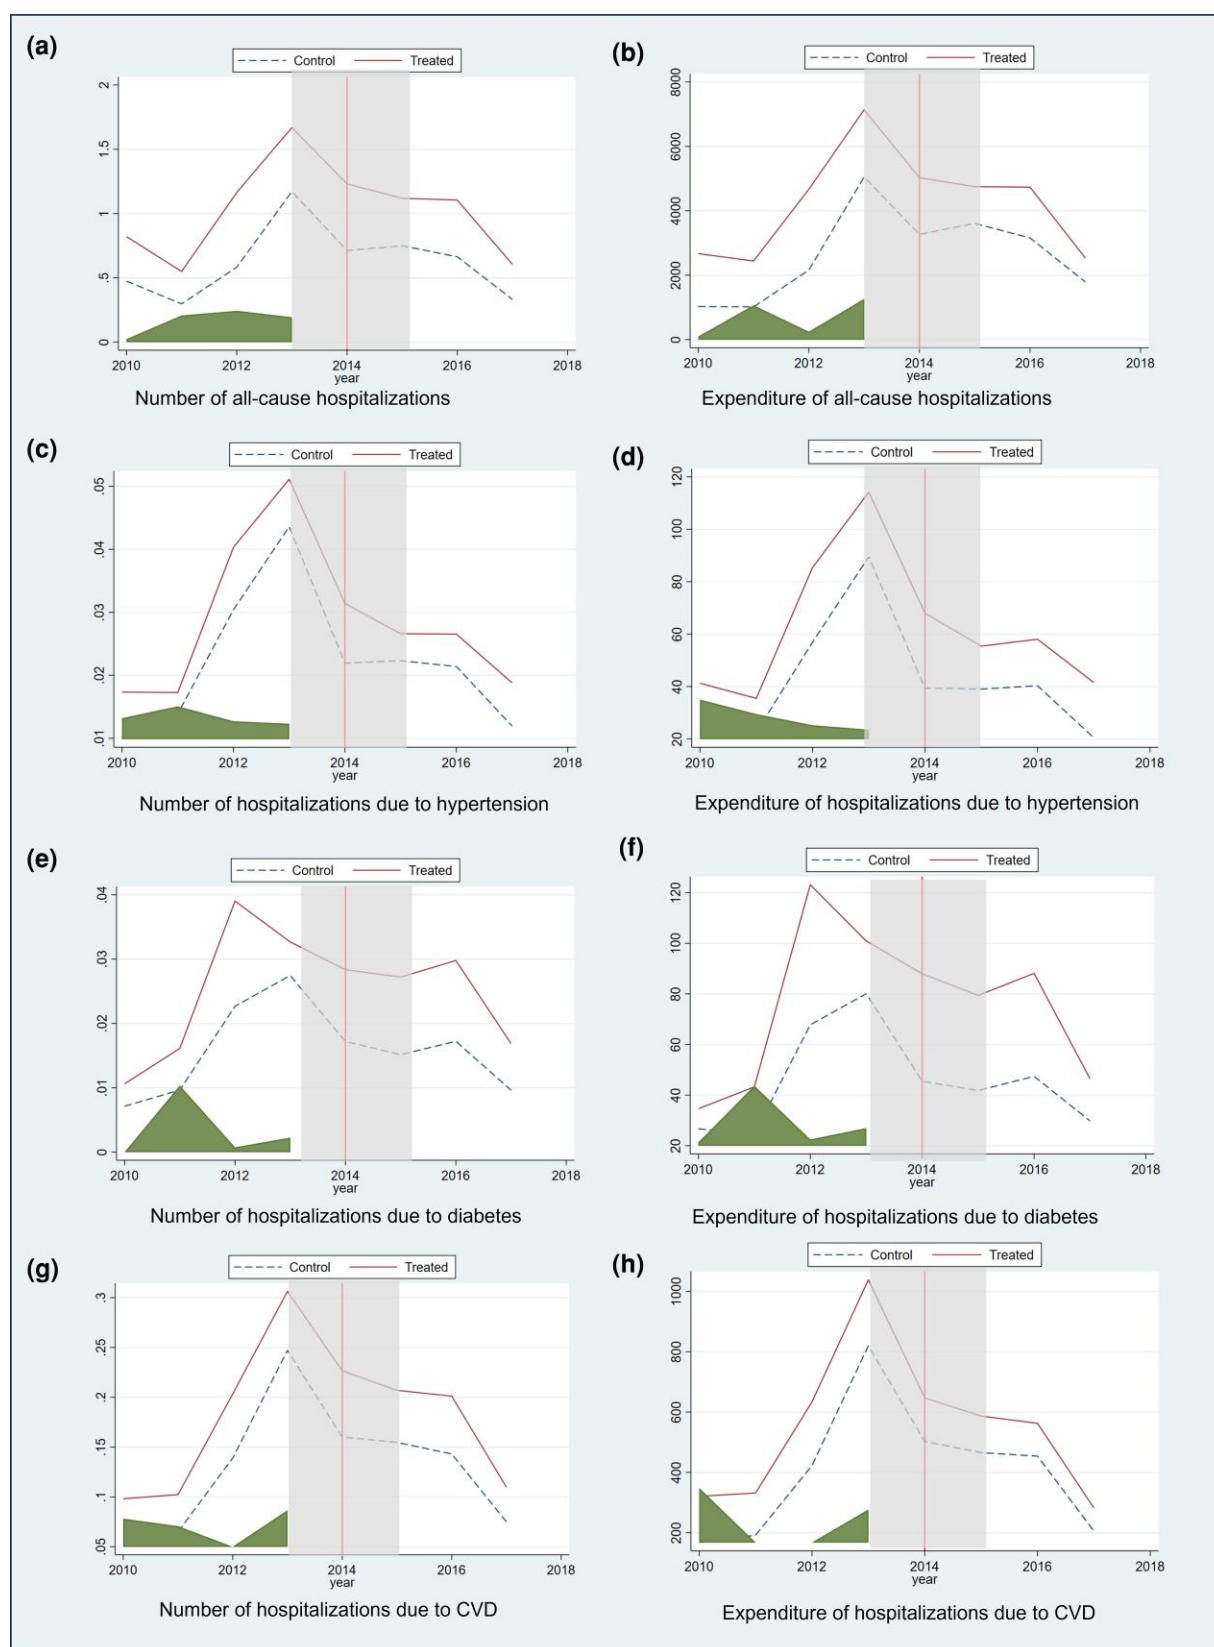 (a)
Control Treated
2
1.5
1
.5
0
2010 2012 2014 2016 2018
year
Number of all-cause hospitalizations
(b)
Control Treated
8000
6000
4000
2000
0
2010 2012 2014 2016 2018
year
Expenditure of all-cause hospitalizations
(c)
Control Treated
.05
.04
.03
.02
.01
2010 2012 2014 2016 2018
year
Number of hospitalizations due to hypertension
(d)
Control Treated
120
100
80
60
40
20
2010 2012 2014 2016 2018
year
Expenditure of hospitalizations due to hypertension
(e)
Control Treated
.04
.03
.02
.01
0
2010 2012 2014 2016 2018
year
Number of hospitalizations due to diabetes
(f)
Control Treated
120
100
80
60
40
20
2010 2012 2014 2016 2018
year
Expenditure of hospitalizations due to diabetes
(g)
Control Treated
.3
.25
.2
.15
.1
.05
2010 2012 2014 2016 2018
year
Number of hospitalizations due to CVD
(h)
Control Treated
1000
800
600
400
200
2010 2012 2014 2016 2018
year
Expenditure of hospitalizations due to CVD